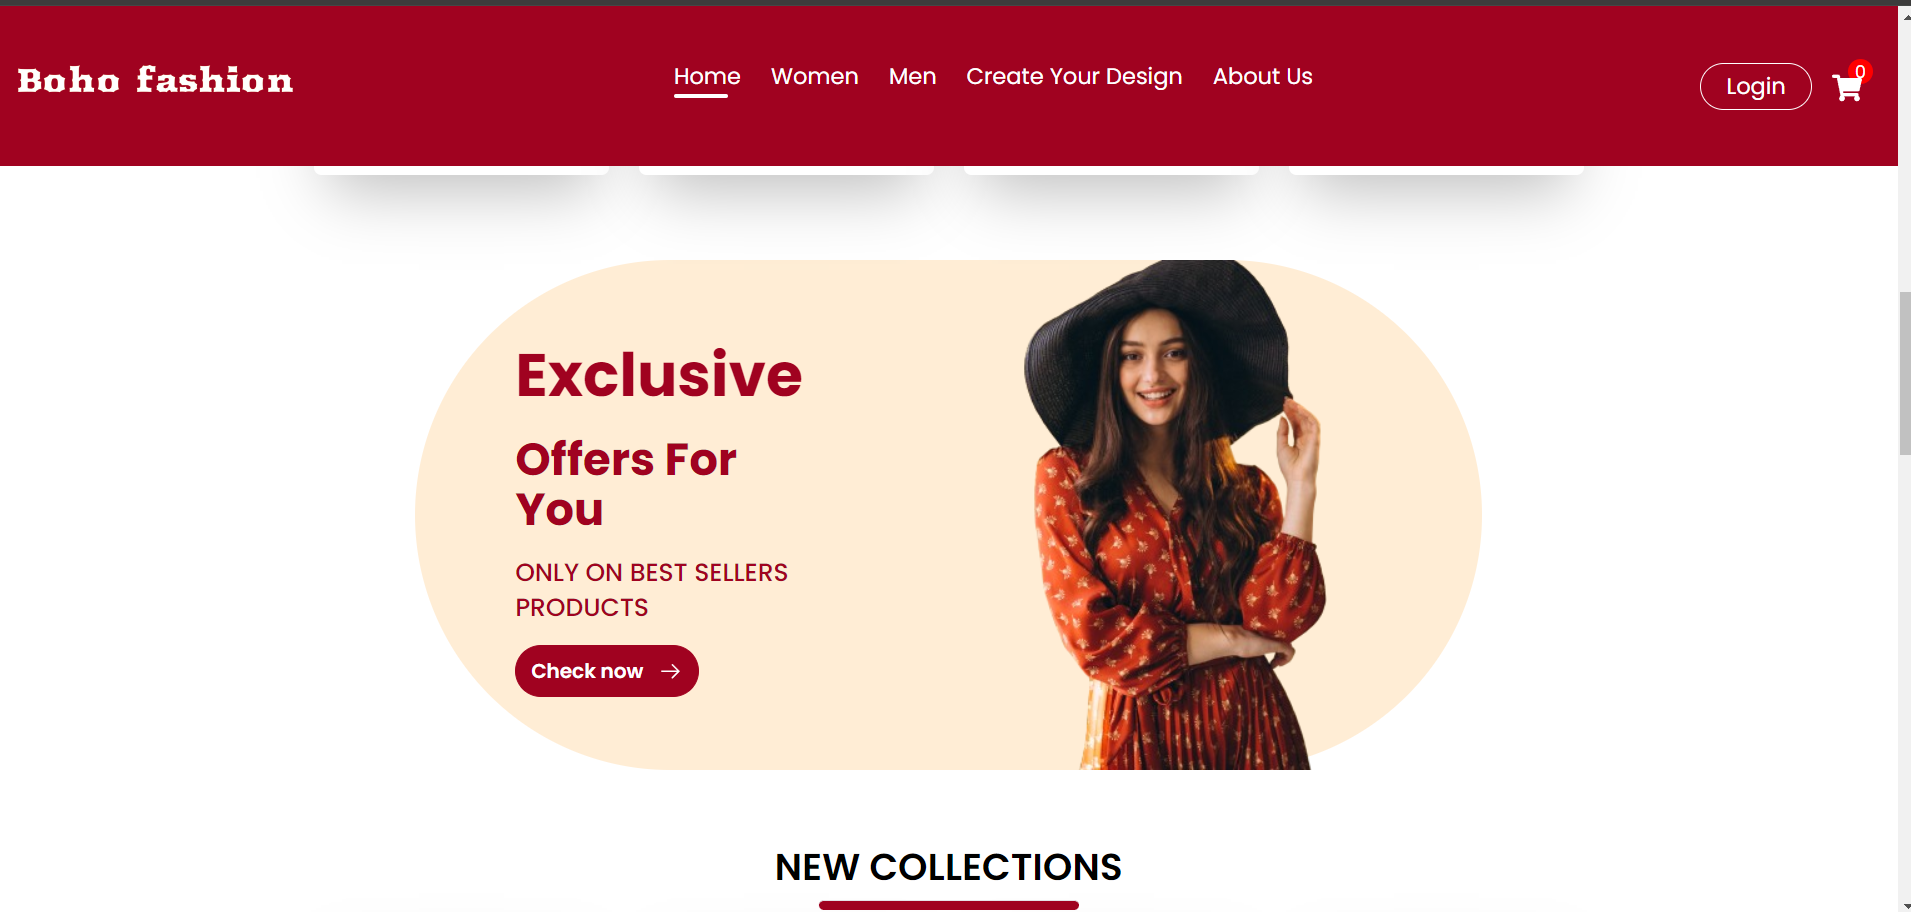 Boho fashion
Home Women Men Create Your Design About Us
Login
0
Exclusive
Offers For
You
ONLY ON BEST SELLERS
PRODUCTS
Check now
NEW COLLECTIONS